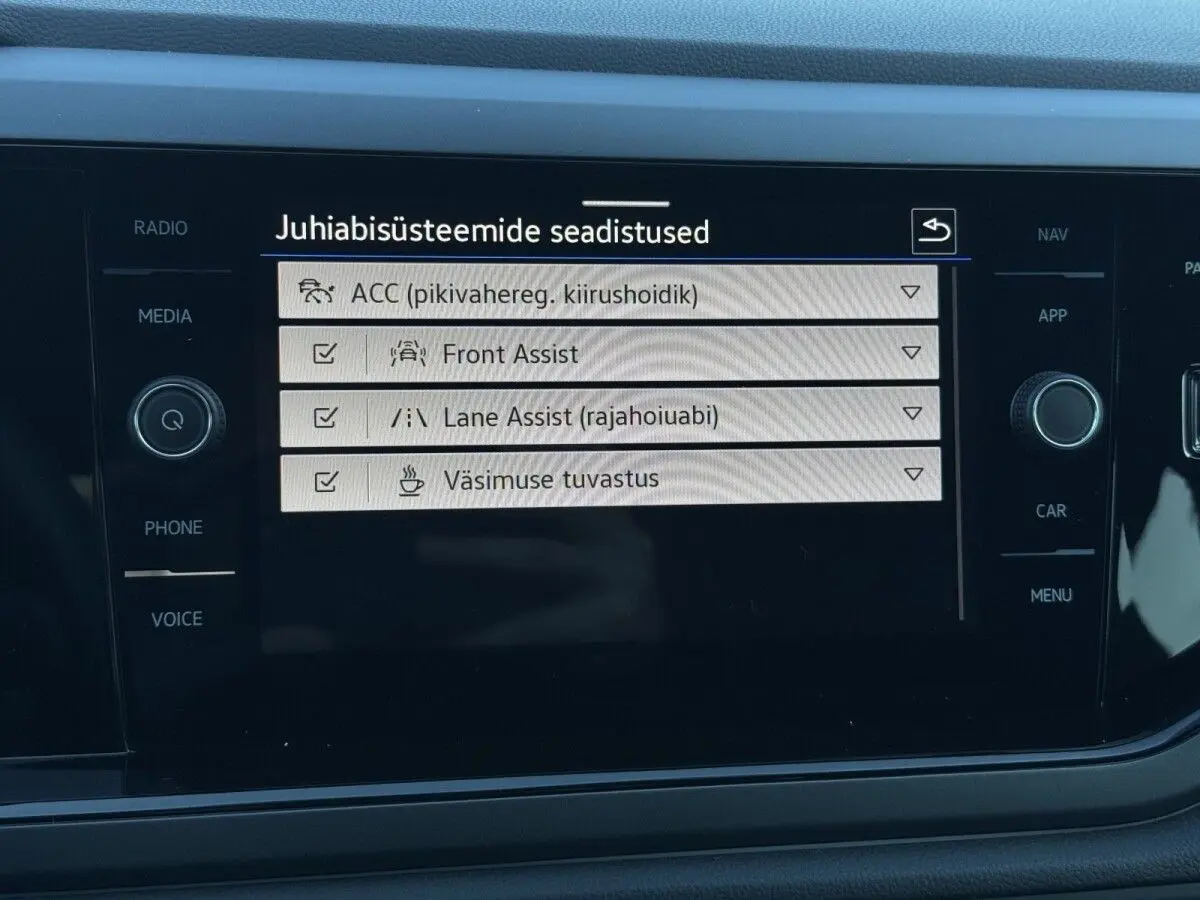 RADIO
MEDIA
PHONE
VOICE
Juhiabisüsteemide seadistused
ACC (pikivahereg. kiirushoidik)
Front Assist
Lane Assist (rajahoiuabi)
Väsimuse tuvastus
NAV
APP
CAR
MENU